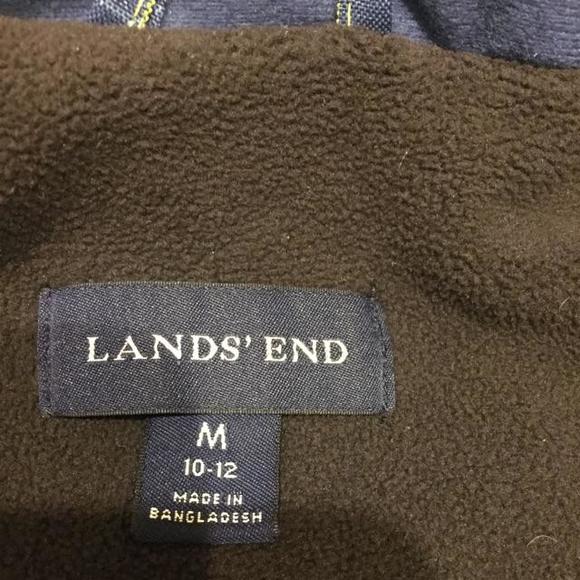 LANDS' END
M
10-12
MADE IN
BANGLADESH